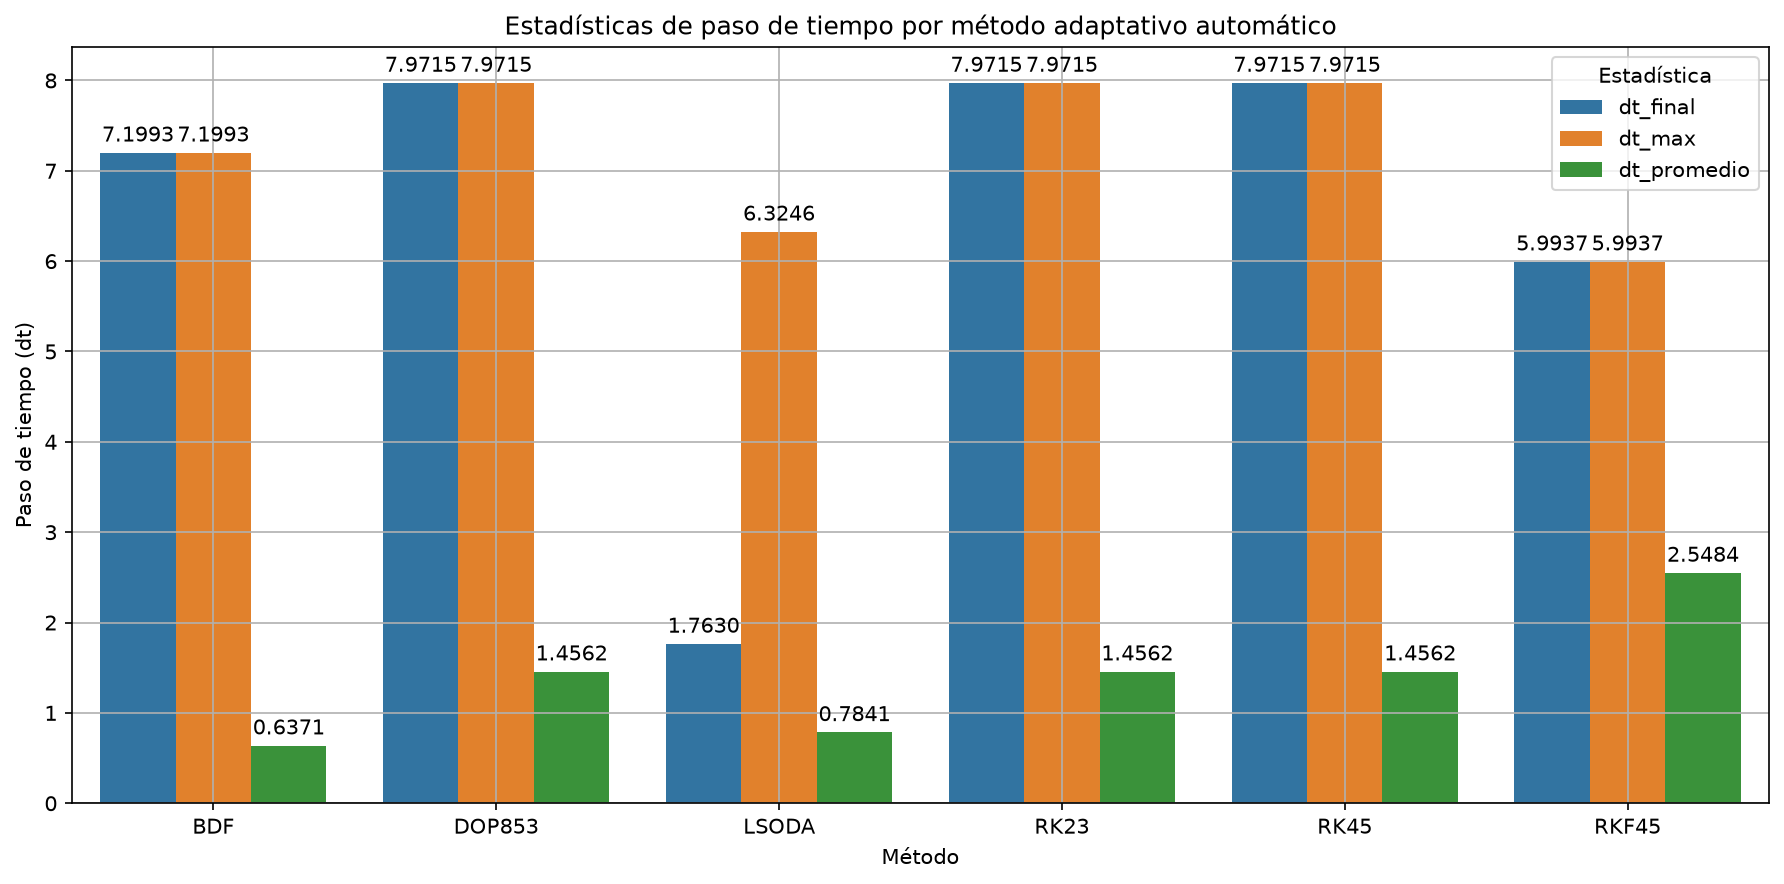 Estadísticas de paso de tiempo por método adaptativo automático
Estadística
dt_final
dt_max
dt_promedio
Paso de tiempo (dt)
8
7
6
5
4
3
2
1
0
7.1993 7.1993 0.6371
7.9715 7.9715 1.4562
1.7630 6.3246 0.7841
7.9715 7.9715 1.4562
7.9715 7.9715 1.4562
5.9937 5.9937 2.5484
BDF DOP853 LSODA RK23 RK45 RKF45
Método